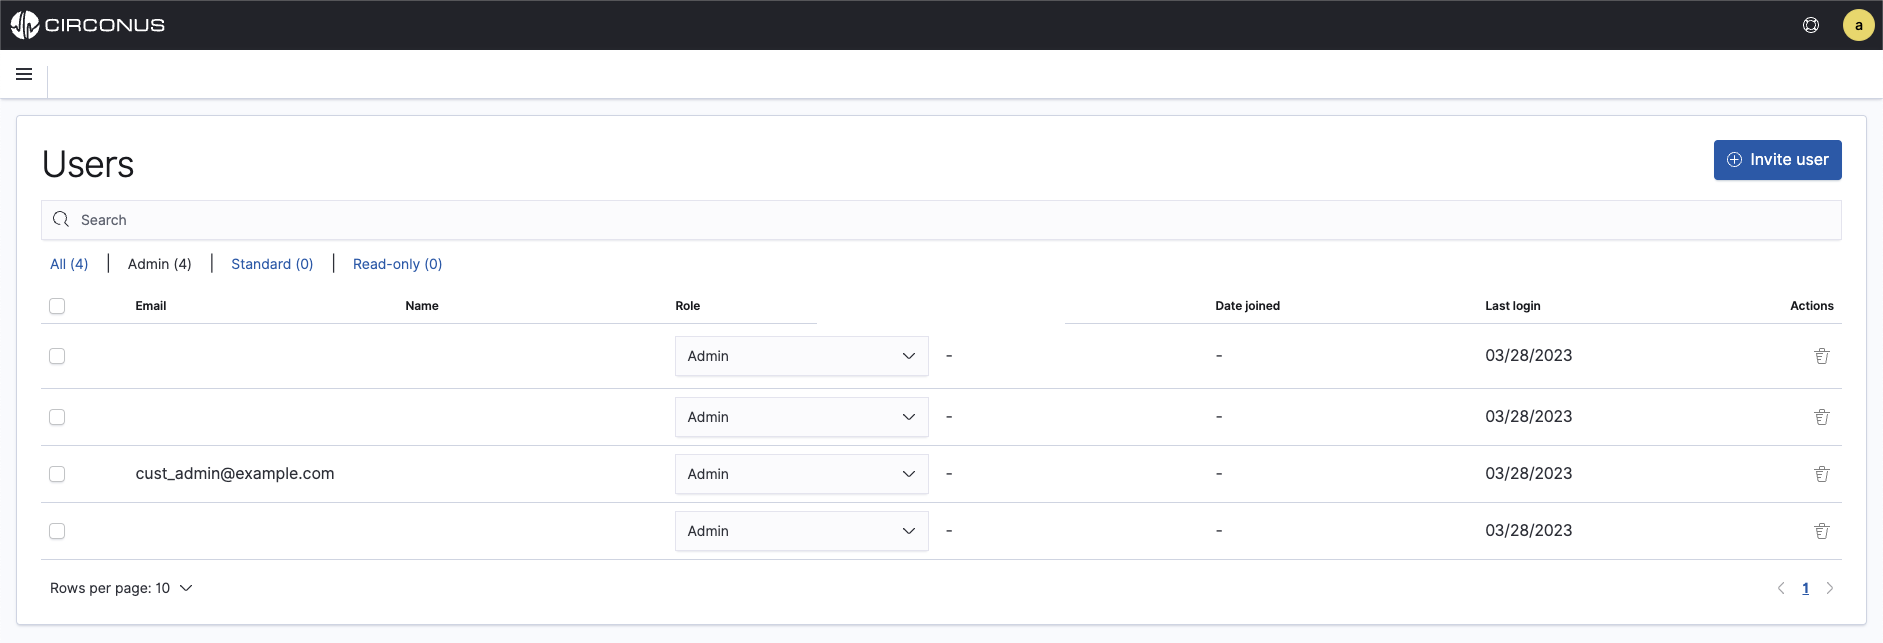 CIRCONUS
a
Users
Invite user
Search
All (4) | Admin (4) | Standard (0) | Read-only (0)
Email Name Role Date joined Last login Actions
Admin - - 03/28/2023
Admin - - 03/28/2023
cust_admin@example.com Admin - - 03/28/2023
Admin - - 03/28/2023
Rows per page: 10
1